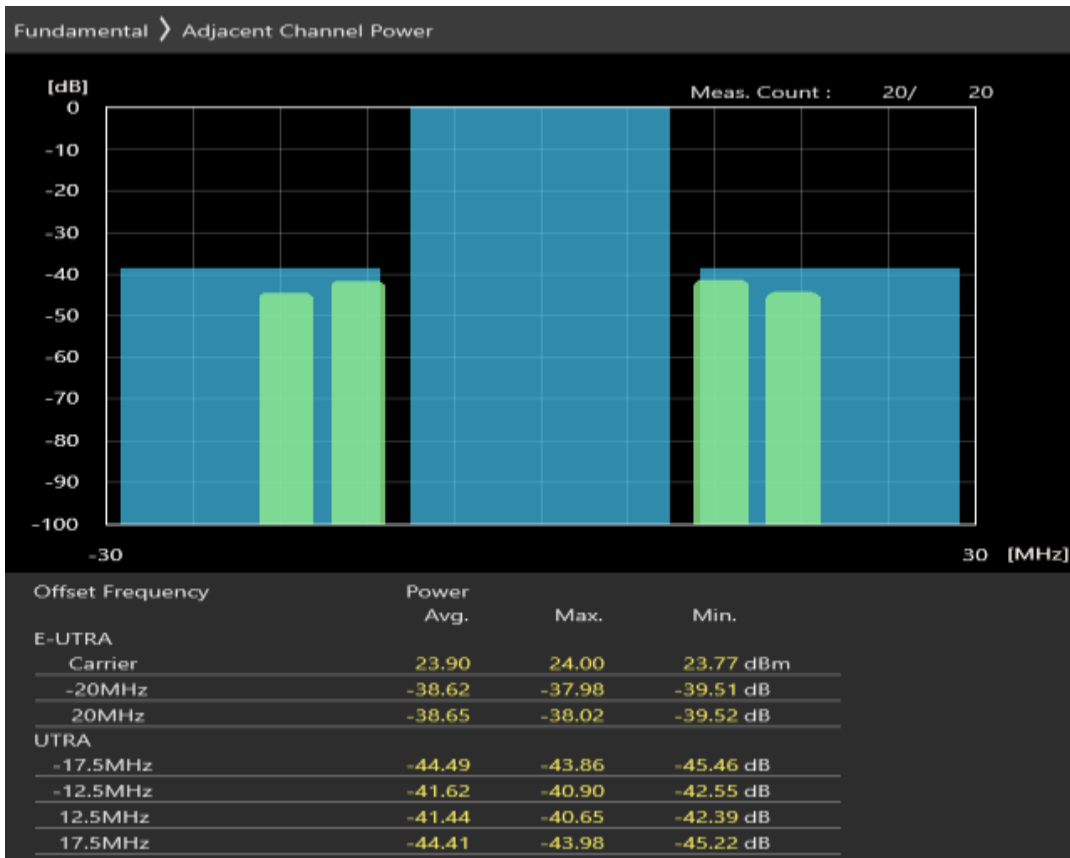 Fundamental ❯ Adjacent Channel Power
[dB]
Meas. Count : 20/ 20
0
-10
-20
-30
-40
-50
-60
-70
-80
-90
-100
-30 30 [MHz]
Offset Frequency Power
Avg. Max. Min.
E-UTRA
Carrier 23.90 24.00 23.77 dBm
-20MHz -38.62 -37.98 -39.51 dB
20MHz -38.65 -38.02 -39.52 dB
UTRA
-17.5MHz -44.49 -43.86 -45.46 dB
-12.5MHz -41.62 -40.90 -42.55 dB
12.5MHz -41.44 -40.65 -42.39 dB
17.5MHz -44.41 -43.98 -45.22 dB